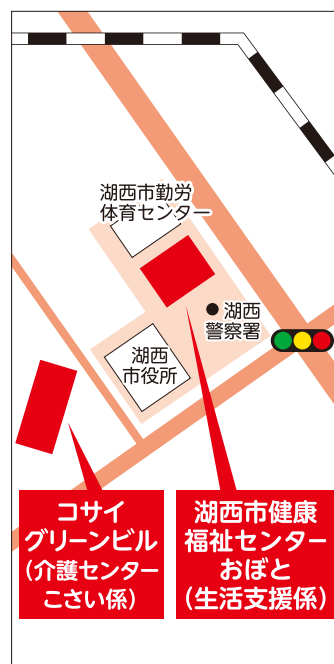 湖西市勤労
体育センター
湖西
警察署
湖西
市役所
コサイ
グリーンビル
(介護センター
こさい係)
湖西市健康
福祉センター
おぼと
(生活支援係)